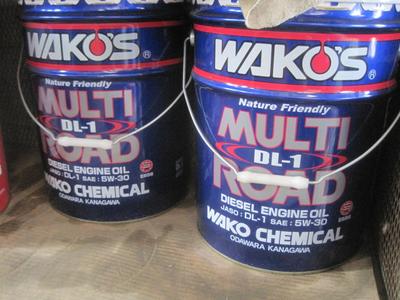 WAKO'S®
Nature Friendly
MULTI
DL-1
ROAD
DIESEL ENGINE OIL
JASO : DL-1 SAE : 5W-30
WAKO CHEMICAL
ODAWARA KANAGAWA
WAKO'S®
Nature Friendly
MULTI
DL-1
ROAD
DIESEL ENGINE OIL
JASO : DL-1 SAE : 5W-30
WAKO CHEMICAL
ODAWARA KANAGAWA